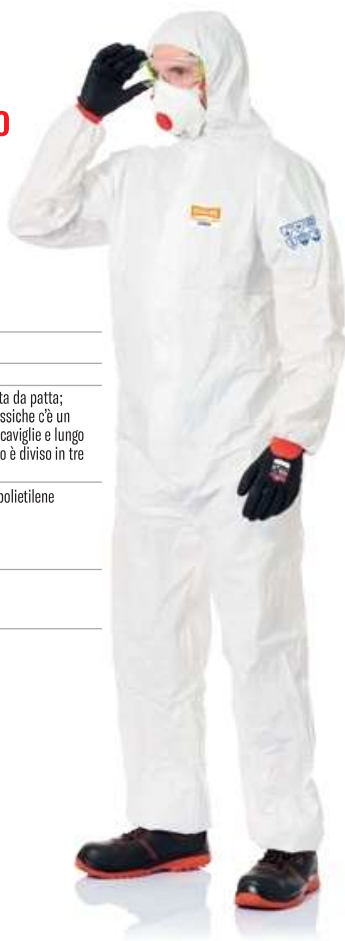 O
ta da patta;
ssiche c'è un
caviglie e lungo
o è diviso in tre
polietilene